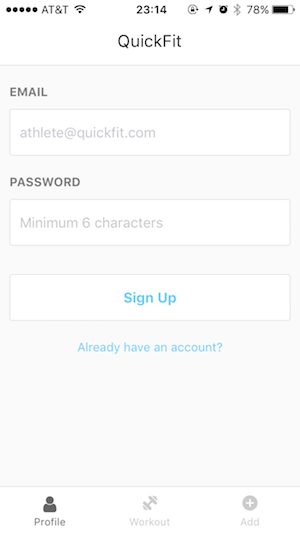 AT&T 23:14 78%
QuickFit
EMAIL
athlete@quickfit.com
PASSWORD
Minimum 6 characters
Sign Up
Already have an account?
Profile Workout Add